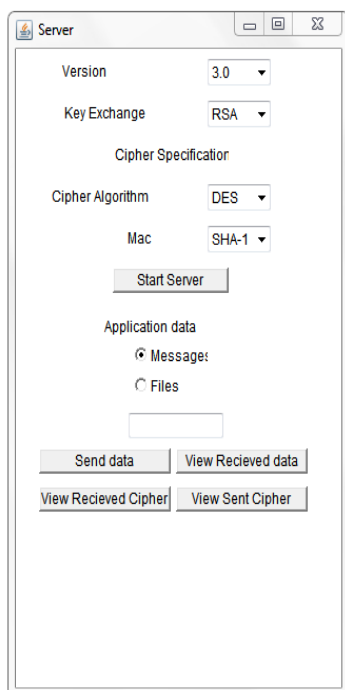 Server
Version 3.0
Key Exchange RSA
Cipher Specification
Cipher Algorithm DES
Mac SHA-1
Start Server
Application data
Messages
Files
Send data View Recieved data
View Recieved Cipher View Sent Cipher